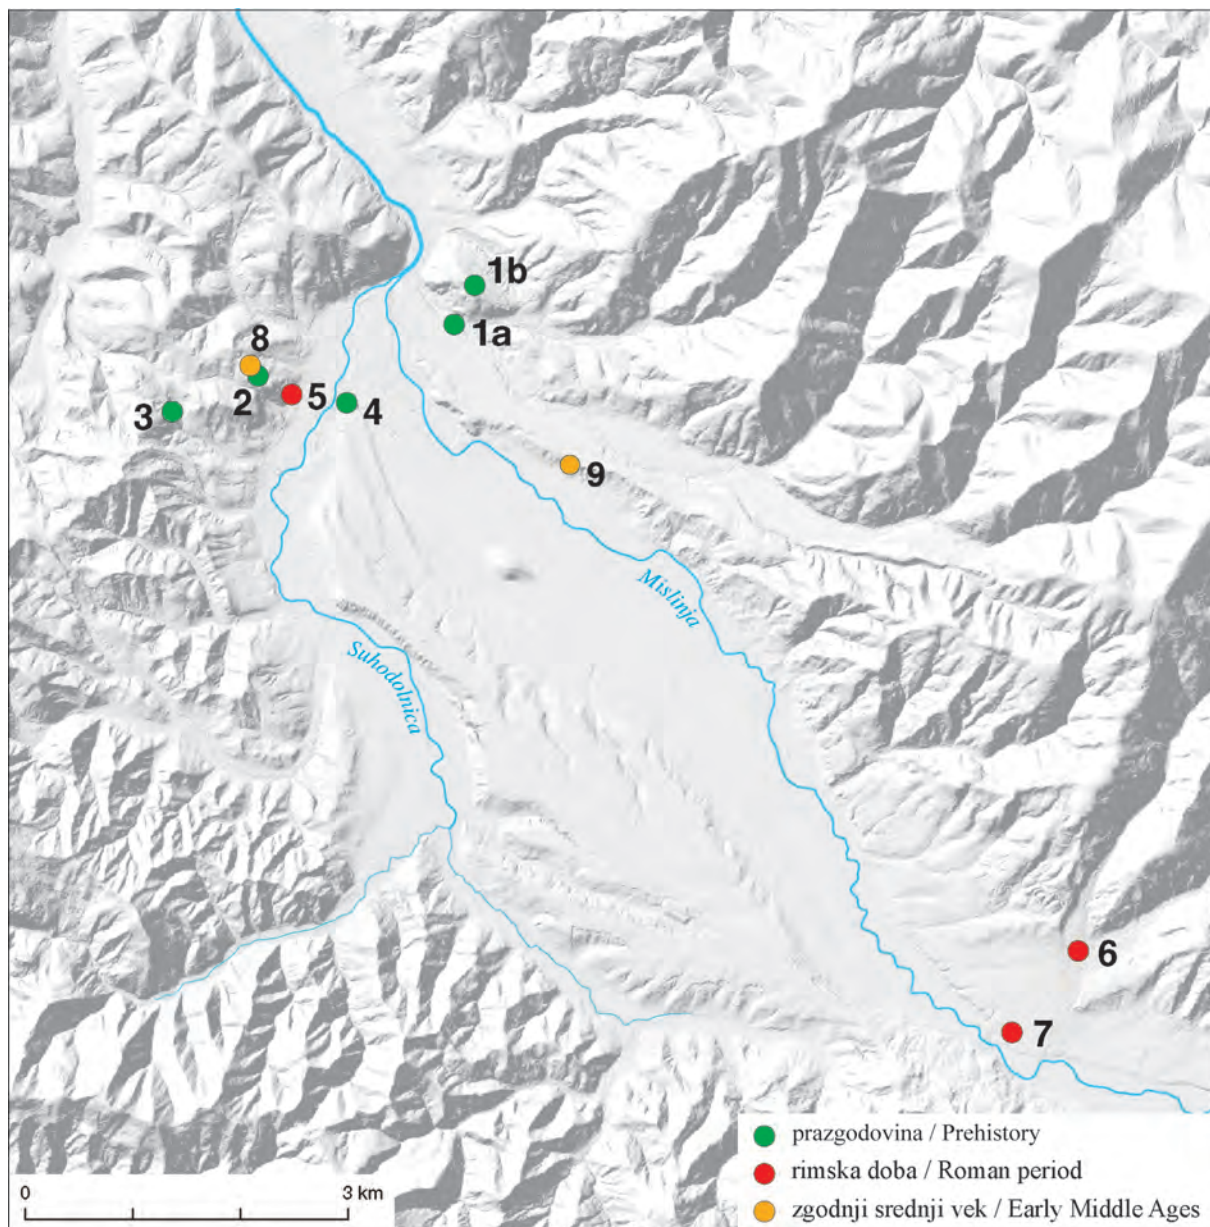 1b
1a
8
2
5
3
4
9
Mislinja
Suhodolnica
6
7
prazgodovina / Prehistory
rimska doba / Roman period
zgodnji srednji vek / Early Middle Ages
0 3 km